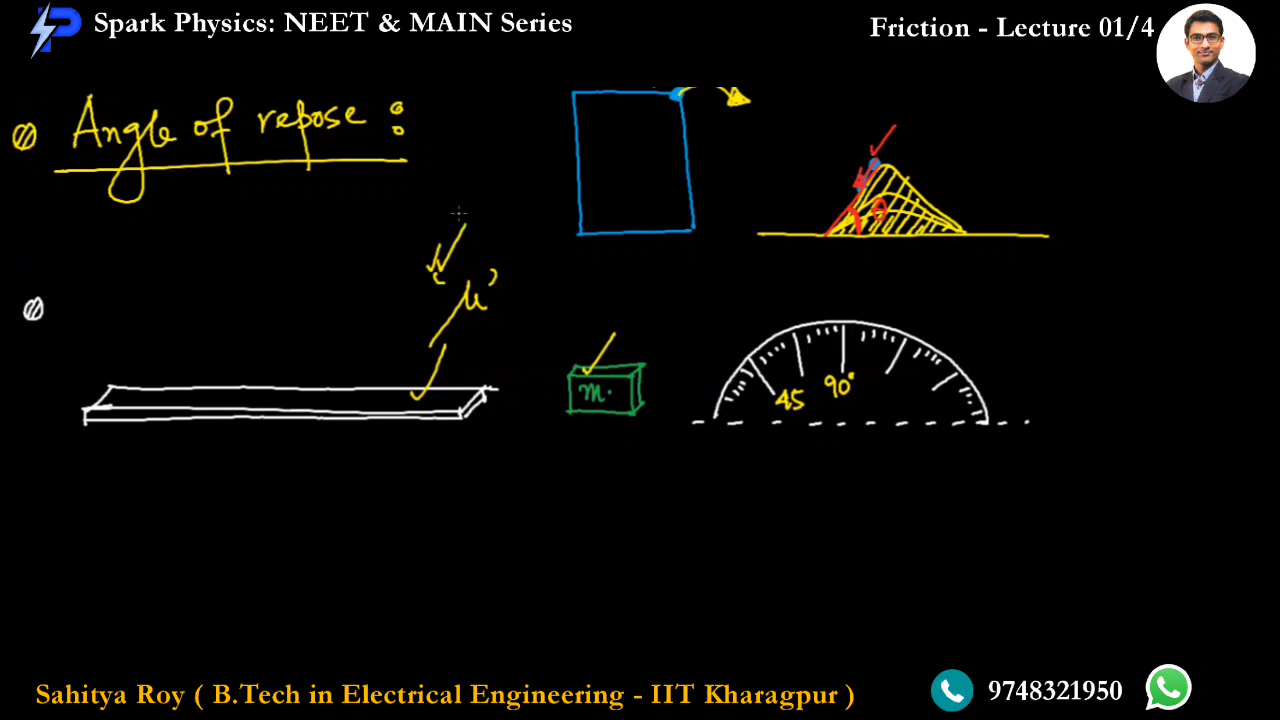 Spark Physics: NEET & MAIN Series
Friction - Lecture 01/4
Angle of repose :
θ
'μ'
m.
45
90°
Sahitya Roy ( B.Tech in Electrical Engineering - IIT Kharagpur )
9748321950